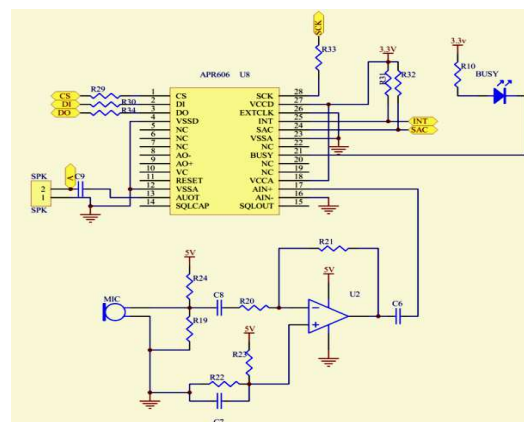 SCK
3.3v
R33
3.3V
R10
BUSY
R31
R32
APR606 U8
CS R29 1 CS SCK 28
DI R30 2 DI VCCD 27
DO R34 3 DO EXTCLK 26
4 VSSD INT 25 INT
5 NC SAC 24 SAC
6 NC VSSA 23
7 NC NC 22
8 AO- BUSY 21
9 AO+ NC 20
10 VC NC 19
11 RESET VCCA 18
12 VSSA AIN+ 17
13 AUOT AIN- 16
14 SQLCAP SQLOUT 15
SPK
A
C9
2
1
SPK
R21
5V
R24
5V
U2
MIC
C8
R20
C6
R19
5V
R23
R22
C7